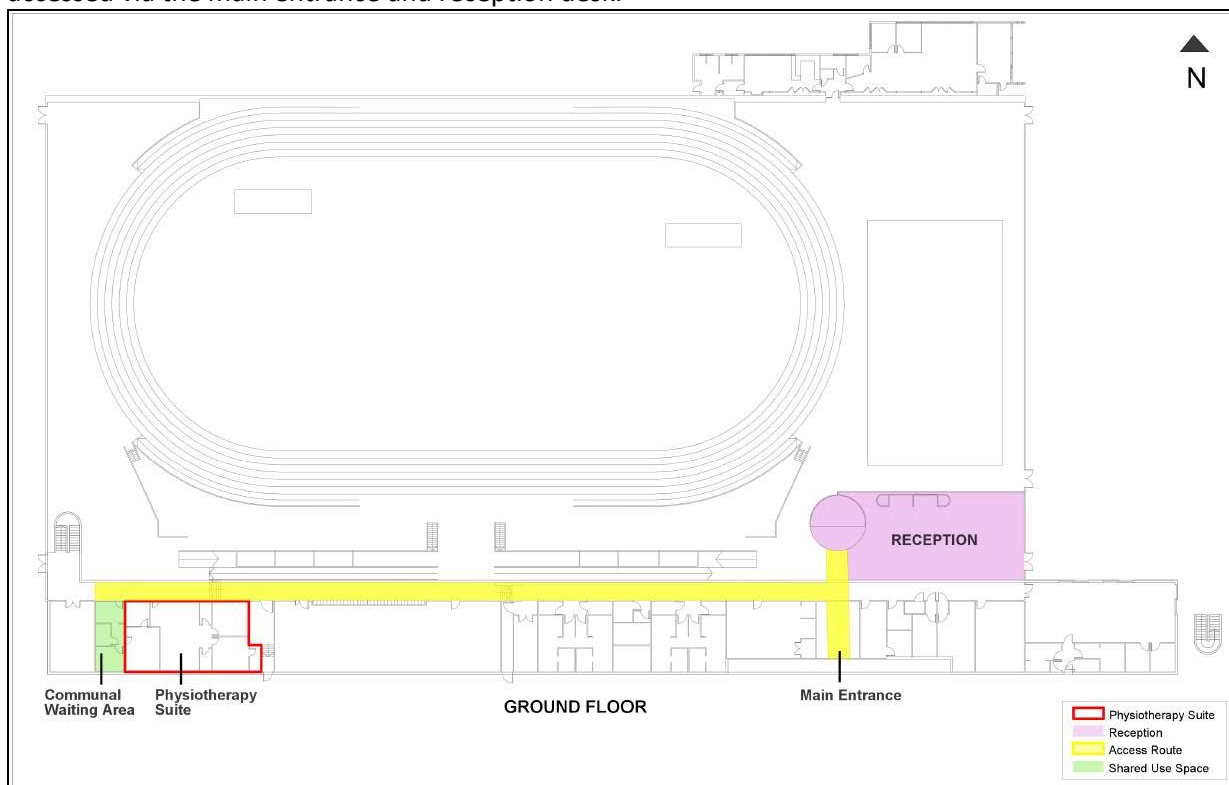 accessed via the main entrance and reception desk.
N
RECEPTION
Communal
Waiting Area
Physiotherapy
Suite
Main Entrance
GROUND FLOOR
Physiotherapy Suite
Reception
Access Route
Shared Use Space